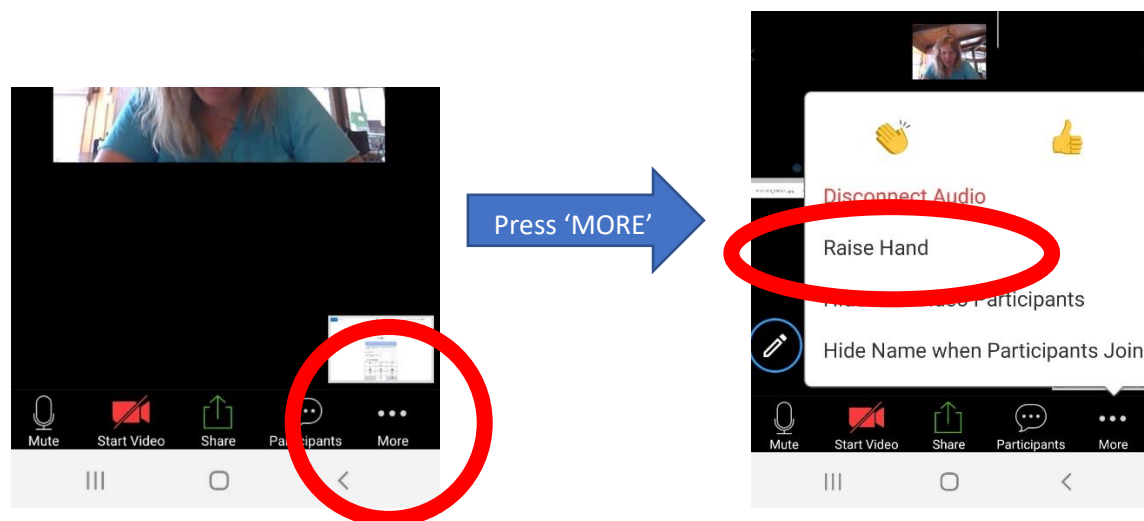 Mute Start Video Share Participants More
Press ‘MORE’
Disconnect Audio
Raise Hand
Participants
Hide Name when Participants Join
Mute Start Video Share Participants More